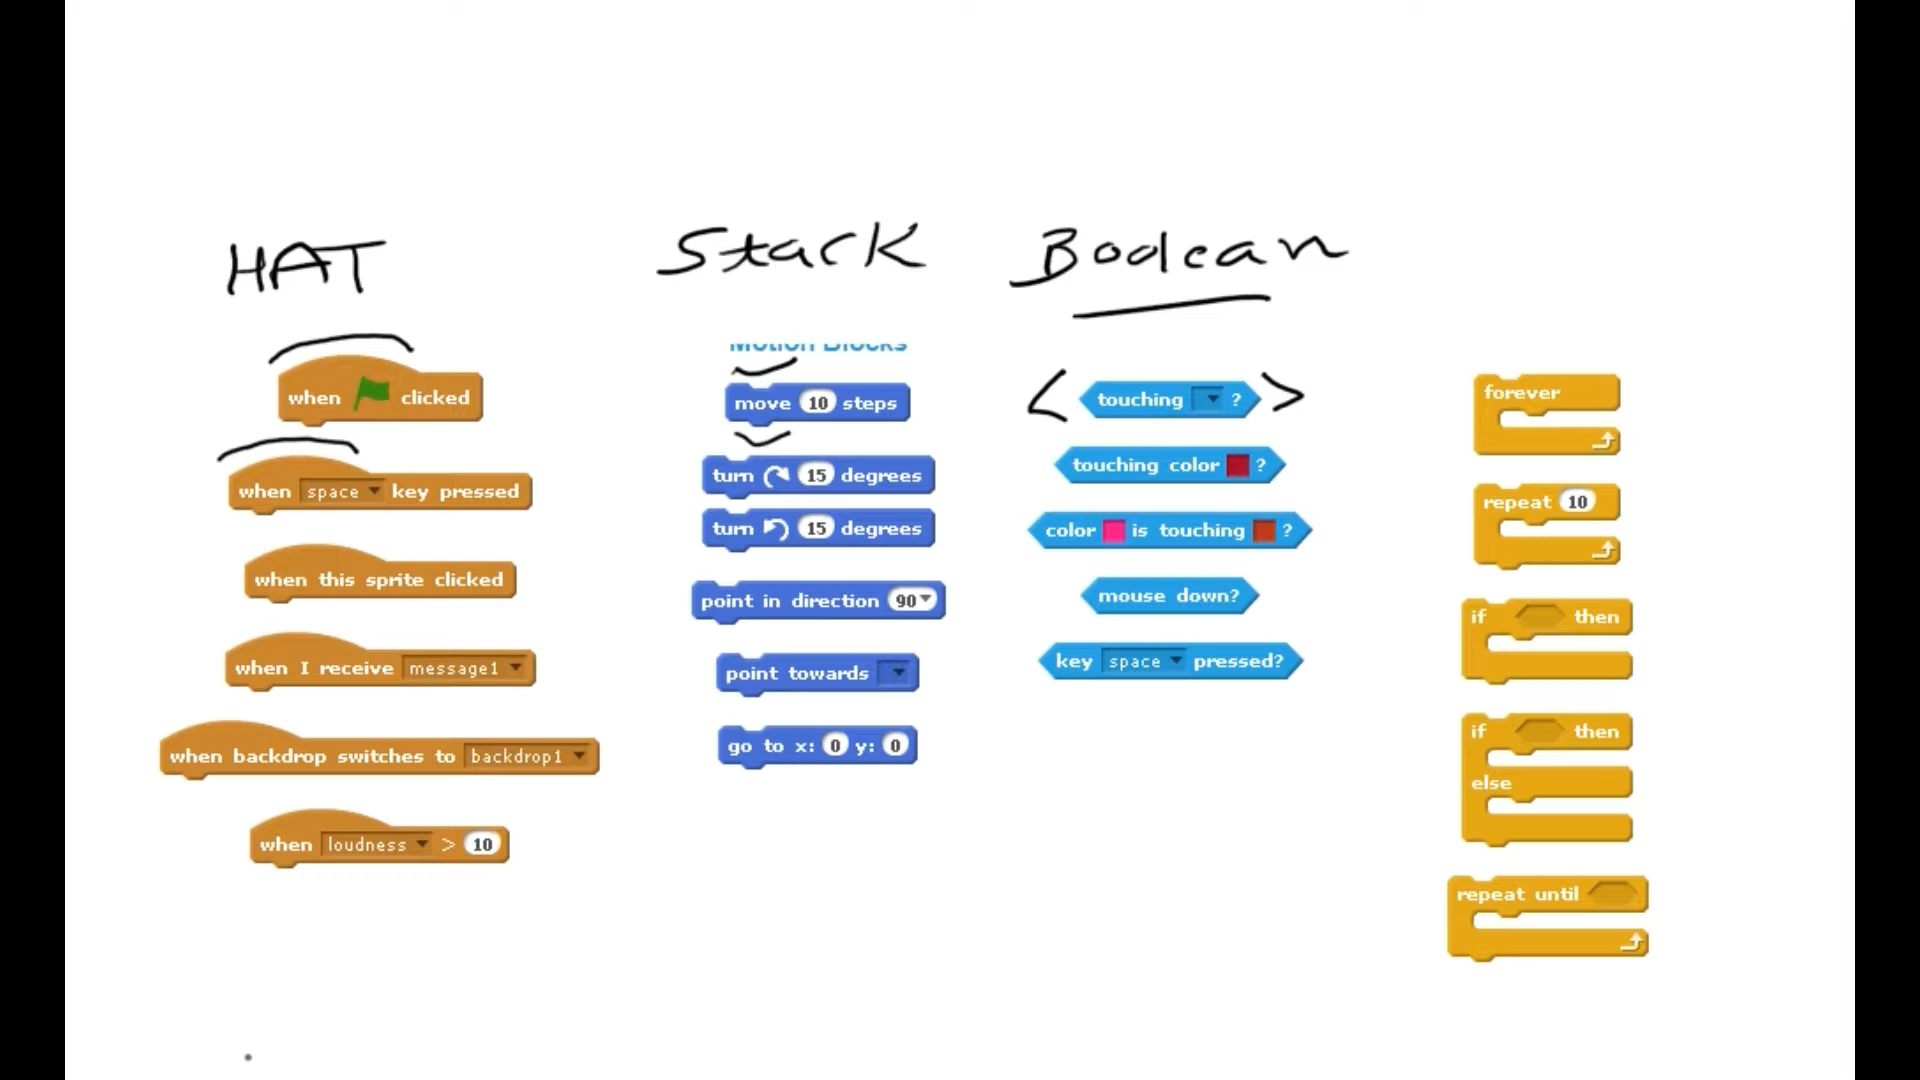 HAT
when clicked
when space key pressed
when this sprite clicked
when I receive message1
when backdrop switches to backdrop1
when loudness > 10
Stack
Motion Blocks
move 10 steps
turn 15 degrees
turn 15 degrees
point in direction 90
point towards
go to x: 0 y: 0
Boolean
< touching ? >
touching color ?
color is touching ?
mouse down?
key space pressed?
forever
repeat 10
if then
if then
else
repeat until